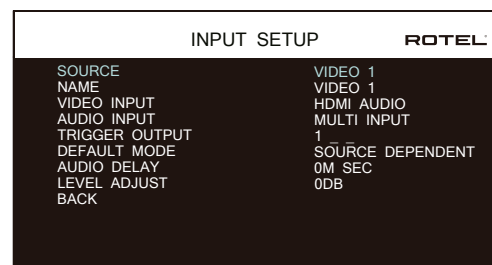 INPUT SETUP ROTEL
SOURCE VIDEO 1
NAME VIDEO 1
VIDEO INPUT HDMI AUDIO
AUDIO INPUT MULTI INPUT
TRIGGER OUTPUT 1 _ _
DEFAULT MODE SOURCE DEPENDENT
AUDIO DELAY 0M SEC
LEVEL ADJUST 0DB
BACK